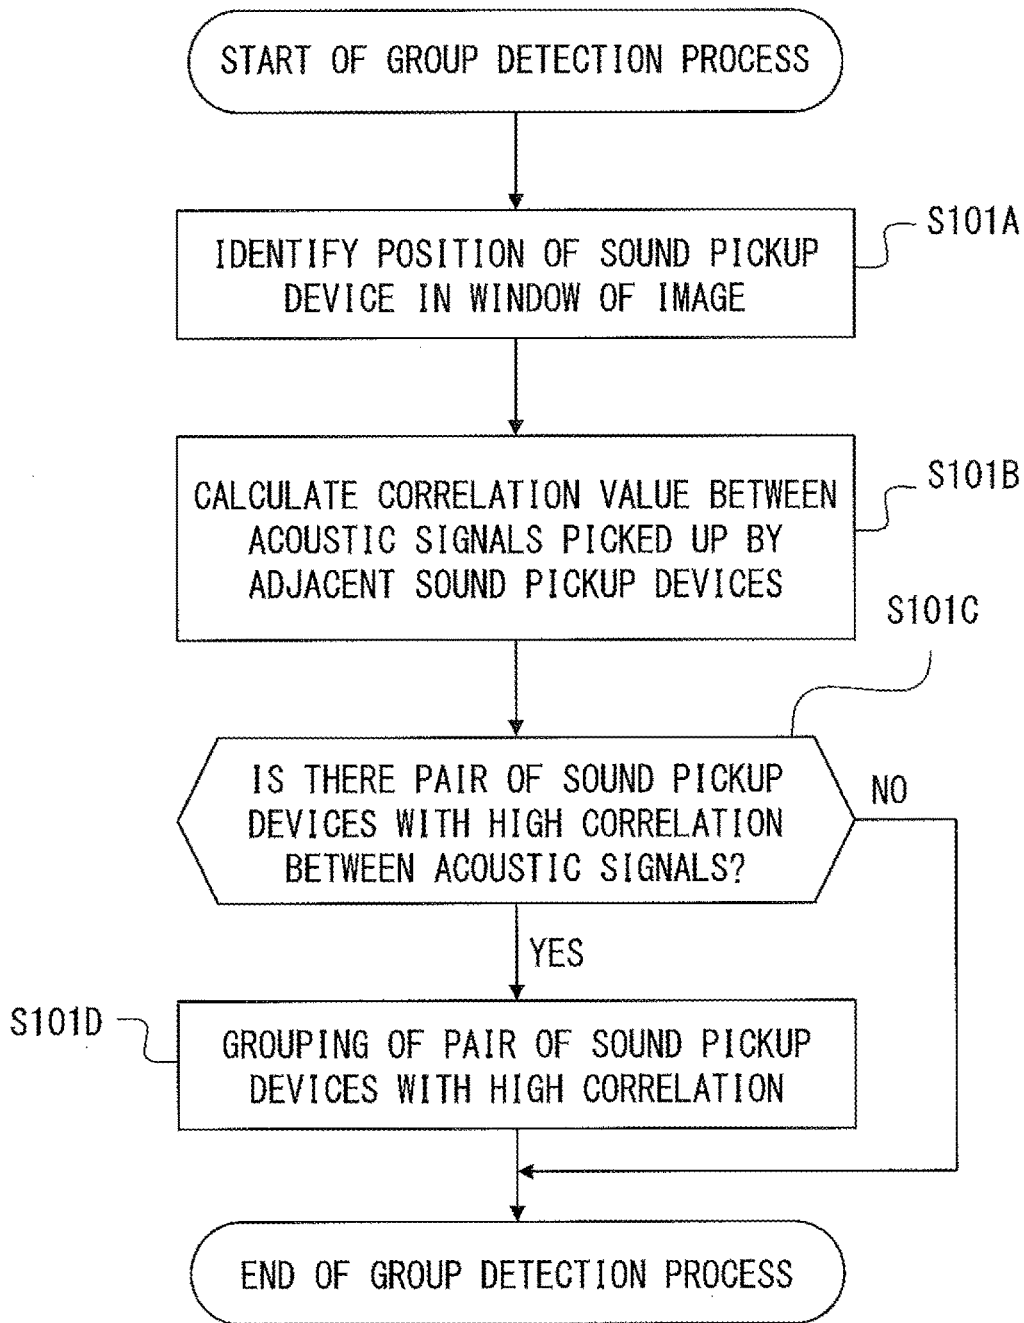 START OF GROUP DETECTION PROCESS
S101A
IDENTIFY POSITION OF SOUND PICKUP
DEVICE IN WINDOW OF IMAGE
S101B
CALCULATE CORRELATION VALUE BETWEEN
ACOUSTIC SIGNALS PICKED UP BY
ADJACENT SOUND PICKUP DEVICES
S101C
IS THERE PAIR OF SOUND PICKUP
DEVICES WITH HIGH CORRELATION
BETWEEN ACOUSTIC SIGNALS?
NO
YES
S101D
GROUPING OF PAIR OF SOUND PICKUP
DEVICES WITH HIGH CORRELATION
END OF GROUP DETECTION PROCESS